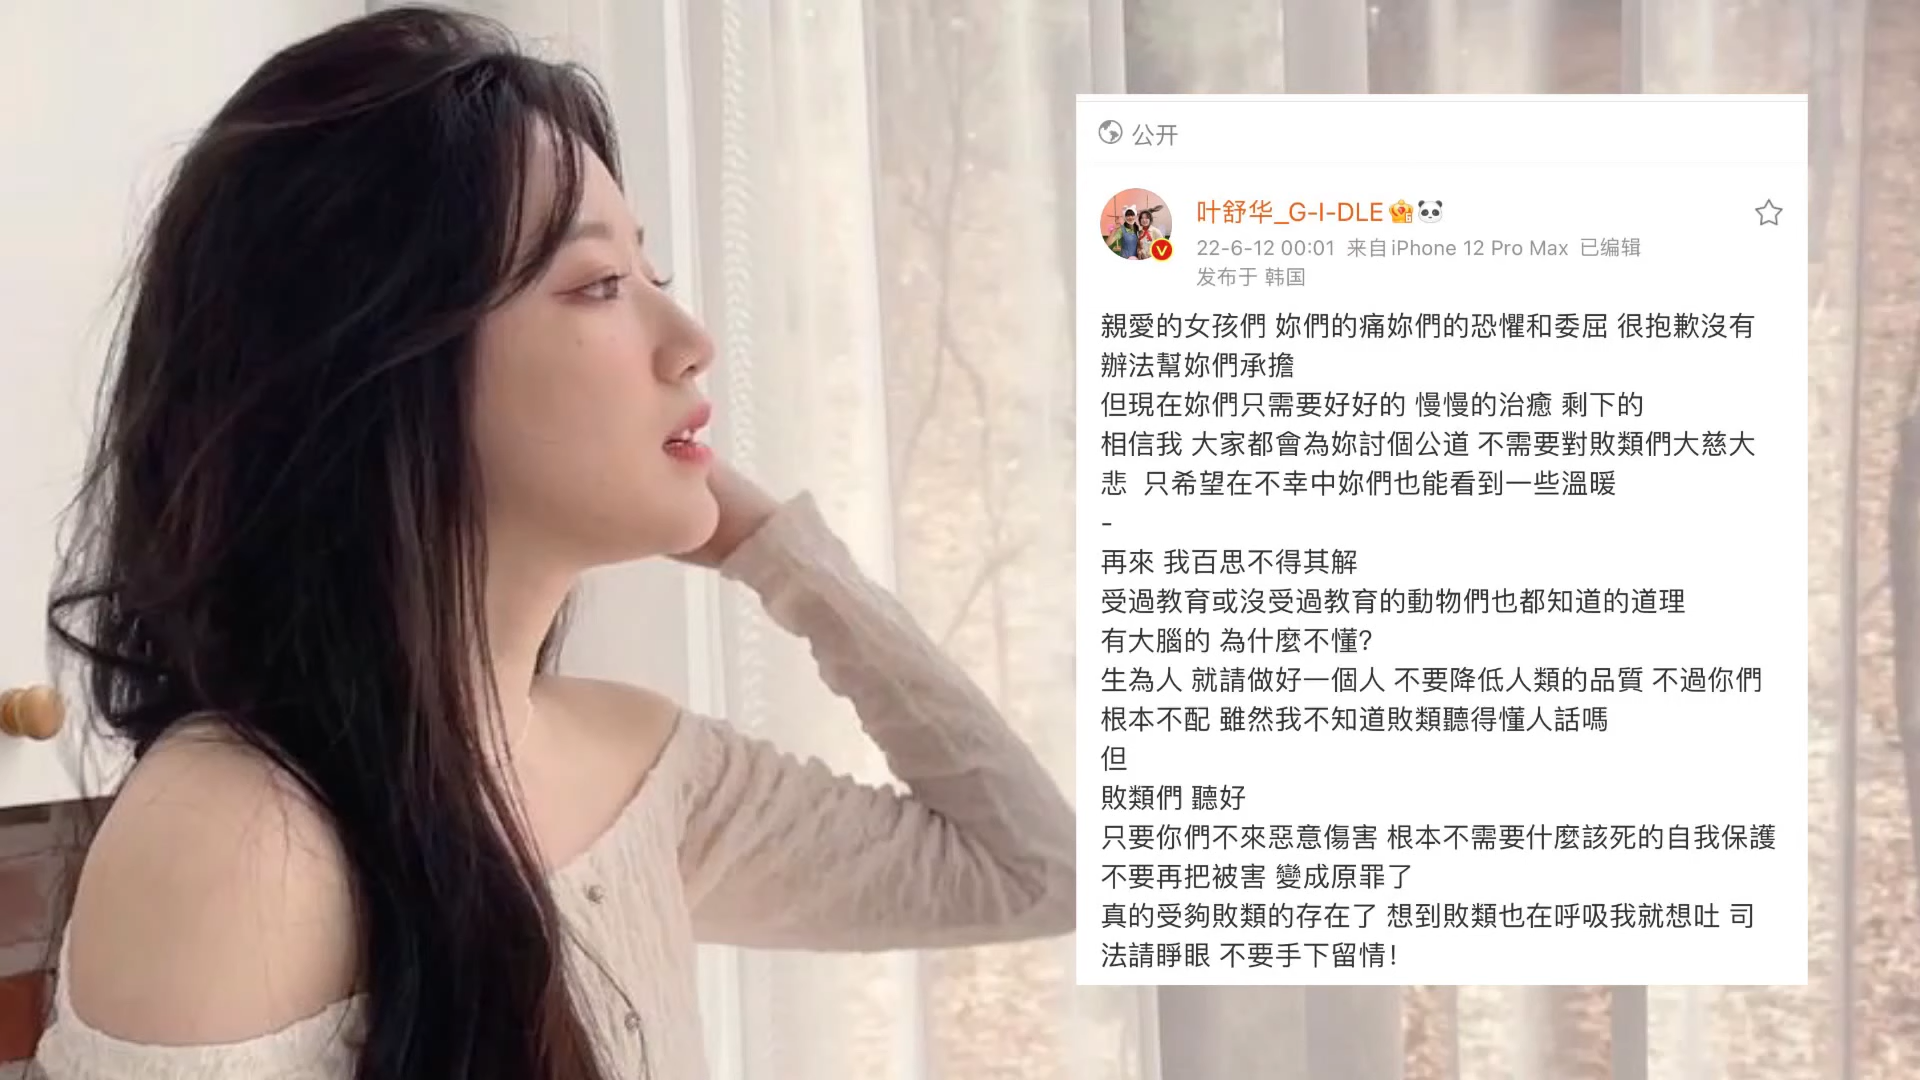 公开
叶舒华_G-I-DLE
22-6-12 00:01 来自iPhone 12 Pro Max 已编辑
发布于 韩国
親愛的女孩們 妳們的痛妳們的恐懼和委屈 很抱歉沒有
辦法幫妳們承擔
但現在妳們只需要好好的 慢慢的治癒 剩下的
相信我 大家都會為妳討個公道 不需要對敗類們大慈大
悲 只希望在不幸中妳們也能看到一些溫暖
-
再來 我百思不得其解
受過教育或沒受過教育的動物們也都知道的道理
有大腦的 為什麼不懂?
生為人 就請做好一個人 不要降低人類的品質 不過你們
根本不配 雖然我不知道敗類聽得懂人話嗎
但
敗類們 聽好
只要你們不來惡意傷害 根本不需要什麼該死的自我保護
不要再把被害 變成原罪了
真的受夠敗類的存在了 想到敗類也在呼吸我就想吐 司
法請睜眼 不要手下留情!